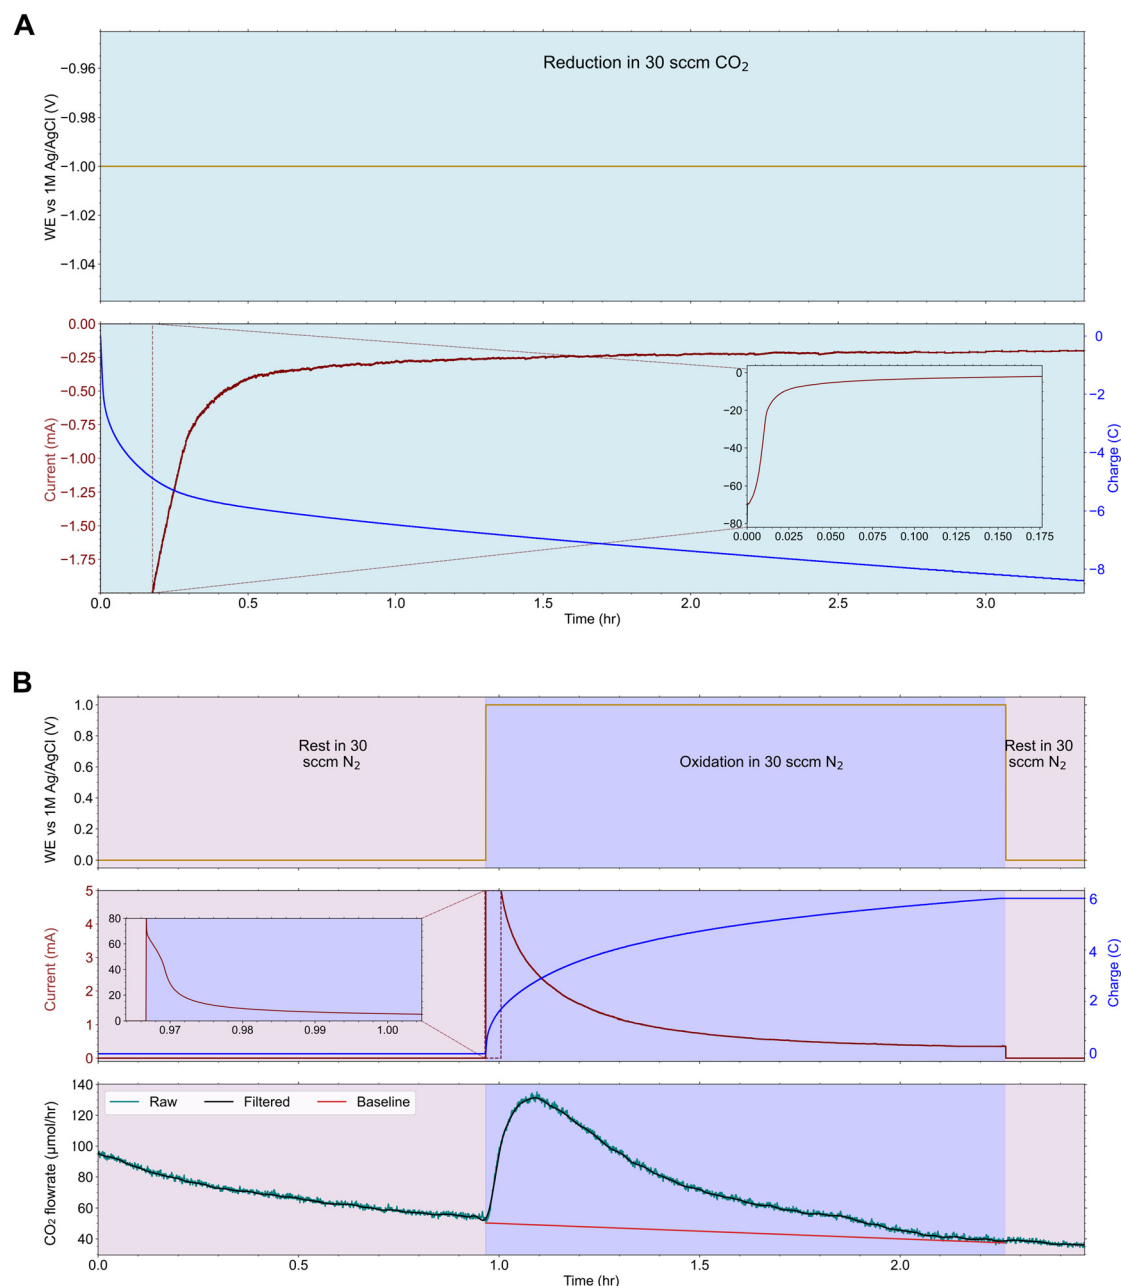 A
Reduction in 30 sccm CO₂
WE vs 1M Ag/AgCl (V)
−0.96
−0.98
−1.00
−1.02
−1.04
Current (mA)
0.00
−0.25
−0.50
−0.75
−1.00
−1.25
−1.50
−1.75
0
−20
−40
−60
−80
0.000 0.025 0.050 0.075 0.100 0.125 0.150 0.175
0
−2
−4
−6
−8
Charge (C)
0.0 0.5 1.0 1.5 2.0 2.5 3.0
Time (hr)
B
WE vs 1M Ag/AgCl (V)
1.0
0.8
0.6
0.4
0.2
0.0
Rest in 30
sccm N₂
Oxidation in 30 sccm N₂
Rest in 30
sccm N₂
Current (mA)
5
4
3
2
1
0
80
60
40
20
0
0.97 0.98 0.99 1.00
6
4
2
0
Charge (C)
CO₂ flowrate (μmol/hr)
140
120
100
80
60
40
Raw Filtered Baseline
0.0 0.5 1.0 1.5 2.0
Time (hr)